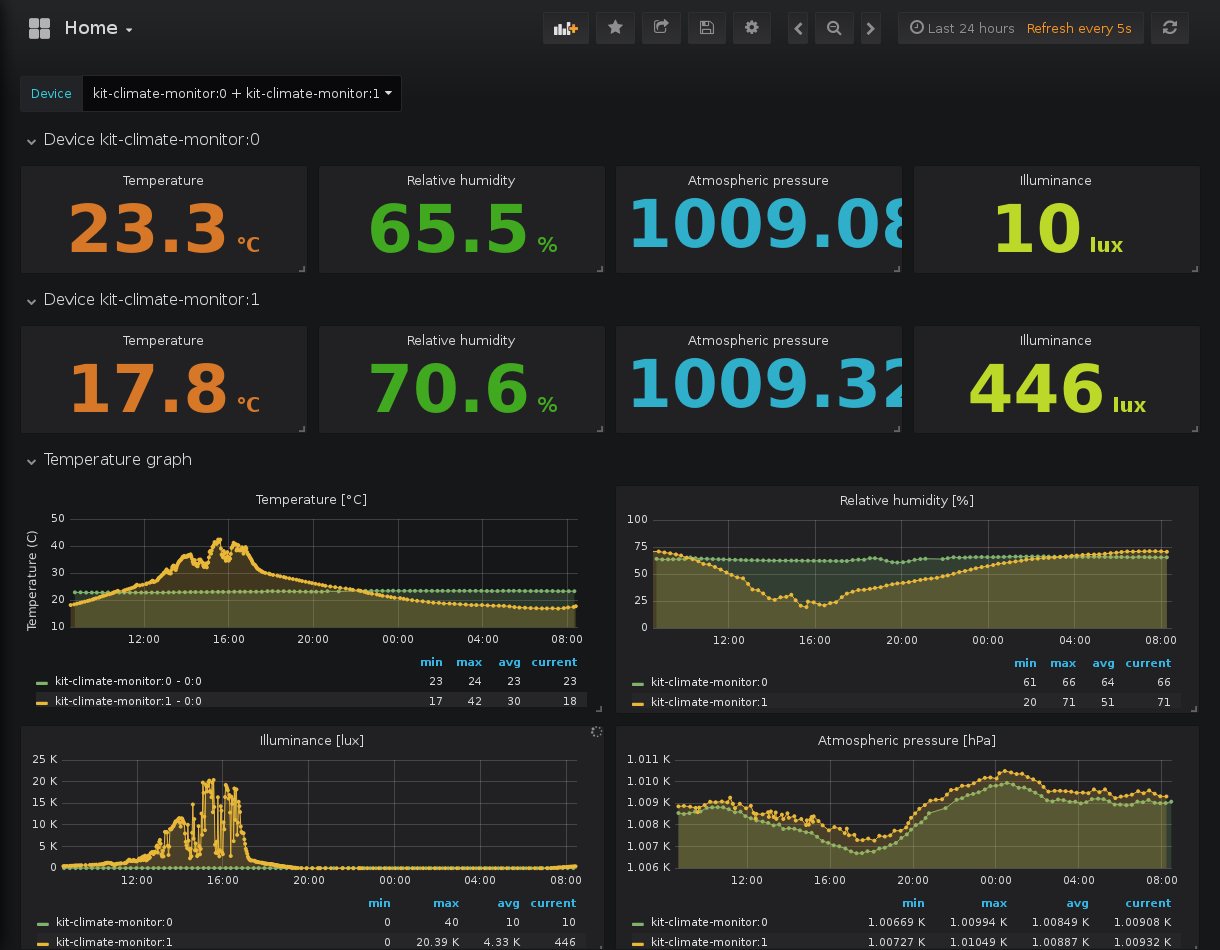 Home
Last 24 hours Refresh every 5s
Device kit-climate-monitor:0 + kit-climate-monitor:1
Device kit-climate-monitor:0
Temperature Relative humidity Atmospheric pressure Illuminance
23.3 °C 65.5 % 1009.08 10 lux
Device kit-climate-monitor:1
Temperature Relative humidity Atmospheric pressure Illuminance
17.8 °C 70.6 % 1009.32 446 lux
Temperature graph
Temperature [°C]
Temperature (C)
50
40
30
20
10
12:00 16:00 20:00 00:00 04:00 08:00
min max avg current
kit-climate-monitor:0 - 0:0 23 24 23 23
kit-climate-monitor:1 - 0:0 17 42 30 18
Relative humidity [%]
100
75
50
25
0
12:00 16:00 20:00 00:00 04:00 08:00
min max avg current
kit-climate-monitor:0 61 66 64 66
kit-climate-monitor:1 20 71 51 71
Illuminance [lux]
25 K
20 K
15 K
10 K
5 K
0
12:00 16:00 20:00 00:00 04:00 08:00
min max avg current
kit-climate-monitor:0 0 40 10 10
kit-climate-monitor:1 0 20.39 K 4.33 K 446
Atmospheric pressure [hPa]
1.011 K
1.010 K
1.009 K
1.008 K
1.007 K
1.006 K
12:00 16:00 20:00 00:00 04:00 08:00
min max avg current
kit-climate-monitor:0 1.00669 K 1.00994 K 1.00849 K 1.00908 K
kit-climate-monitor:1 1.00727 K 1.01049 K 1.00887 K 1.00932 K